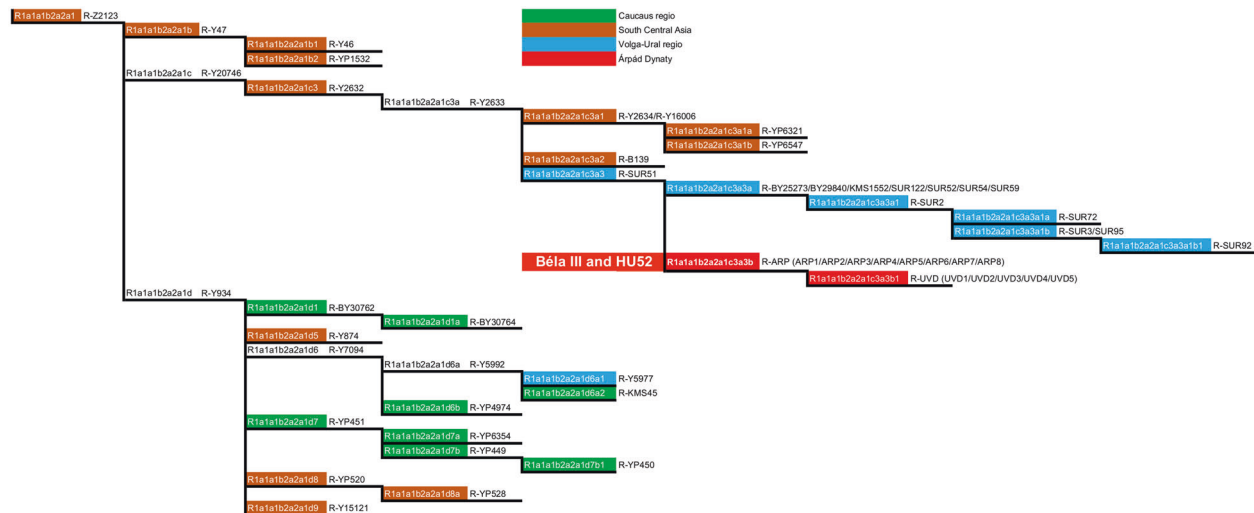 R1a1a1b2a2a1 R-Z2123
Caucaus regio
South Central Asia
Volga-Ural regio
Árpád Dynaty
R1a1a1b2a2a1b R-Y47
R1a1a1b2a2a1b1 R-Y46
R1a1a1b2a2a1b2 R-YP1532
R1a1a1b2a2a1c R-Y20746
R1a1a1b2a2a1c3 R-Y2632
R1a1a1b2a2a1c3a R-Y2633
R1a1a1b2a2a1c3a1 R-Y2634/R-Y16006
R1a1a1b2a2a1c3a1a R-YP6321
R1a1a1b2a2a1c3a1b R-YP6547
R1a1a1b2a2a1c3a2 R-B139
R1a1a1b2a2a1c3a3 R-SUR51
R1a1a1b2a2a1c3a3a R-BY25273/BY29840/KMS1552/SUR122/SUR52/SUR54/SUR59
R1a1a1b2a2a1c3a3a1 R-SUR2
R1a1a1b2a2a1c3a3a1a R-SUR72
R1a1a1b2a2a1c3a3a1b R-SUR3/SUR95
R1a1a1b2a2a1c3a3a1b1 R-SUR92
Béla III and HU52 R1a1a1b2a2a1c3a3b R-ARP (ARP1/ARP2/ARP3/ARP4/ARP5/ARP6/ARP7/ARP8)
R1a1a1b2a2a1c3a3b1 R-UVD (UVD1/UVD2/UVD3/UVD4/UVD5)
R1a1a1b2a2a1d R-Y934
R1a1a1b2a2a1d1 R-BY30762
R1a1a1b2a2a1d1a R-BY30764
R1a1a1b2a2a1d5 R-Y874
R1a1a1b2a2a1d6 R-Y7094
R1a1a1b2a2a1d6a R-Y5992
R1a1a1b2a2a1d6a1 R-Y5977
R1a1a1b2a2a1d6a2 R-KMS45
R1a1a1b2a2a1d6b R-YP4974
R1a1a1b2a2a1d7 R-YP451
R1a1a1b2a2a1d7a R-YP6354
R1a1a1b2a2a1d7b R-YP449
R1a1a1b2a2a1d7b1 R-YP450
R1a1a1b2a2a1d8 R-YP520
R1a1a1b2a2a1d8a R-YP528
R1a1a1b2a2a1d9 R-Y15121